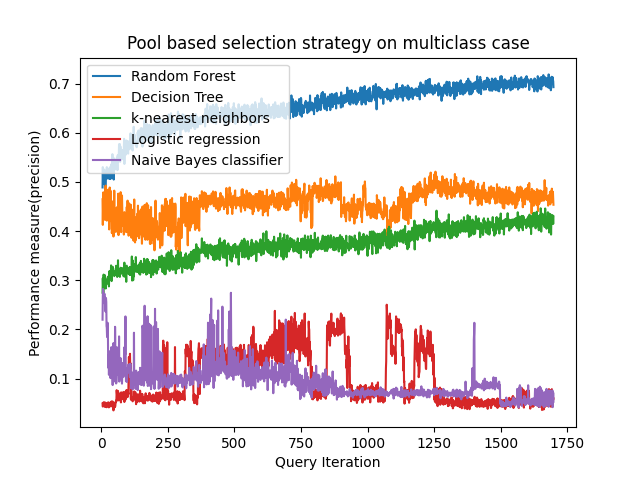 Pool based selection strategy on multiclass case
Random Forest
Decision Tree
k-nearest neighbors
Logistic regression
Naive Bayes classifier
Performance measure(precision)
0.7
0.6
0.5
0.4
0.3
0.2
0.1
0 250 500 750 1000 1250 1500 1750
Query Iteration